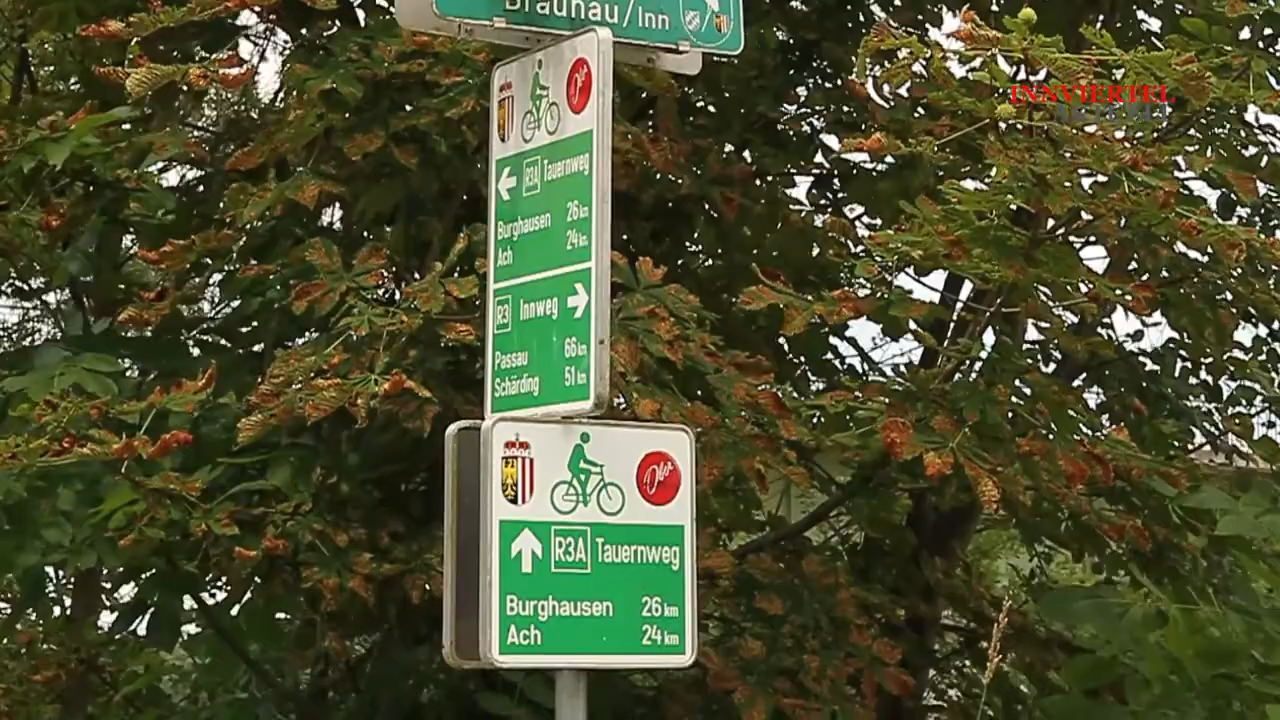 Braunau/Inn
INNVIERTEL
R3A Tauernweg
Burghausen 26 km
Ach 24 km
R3 Innweg
Passau 66 km
Schärding 51 km
R3A Tauernweg
Burghausen 26 km
Ach 24 km